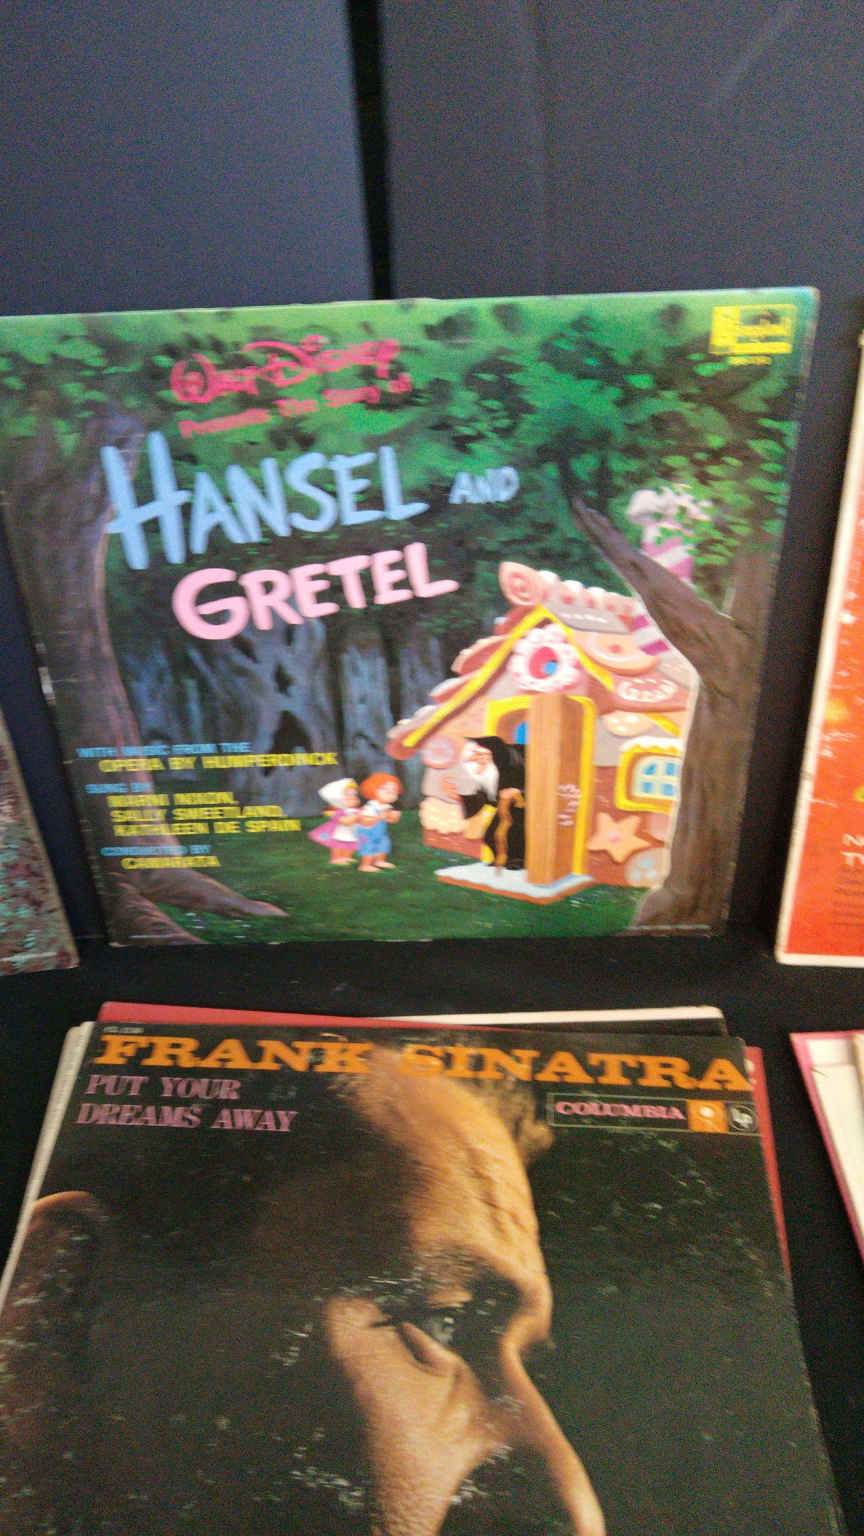 Walt Disney
Presents The Story of
HANSEL AND
GRETEL
WITH MUSIC FROM THE
OPERA BY HUMPERDINCK
SUNG BY
MARNI NIXON,
SALLY SWEETLAND,
KATHLEEN DE SPAIN
CONDUCTED BY
CAMARATA
FRANK SINATRA
PUT YOUR
DREAMS AWAY
COLUMBIA